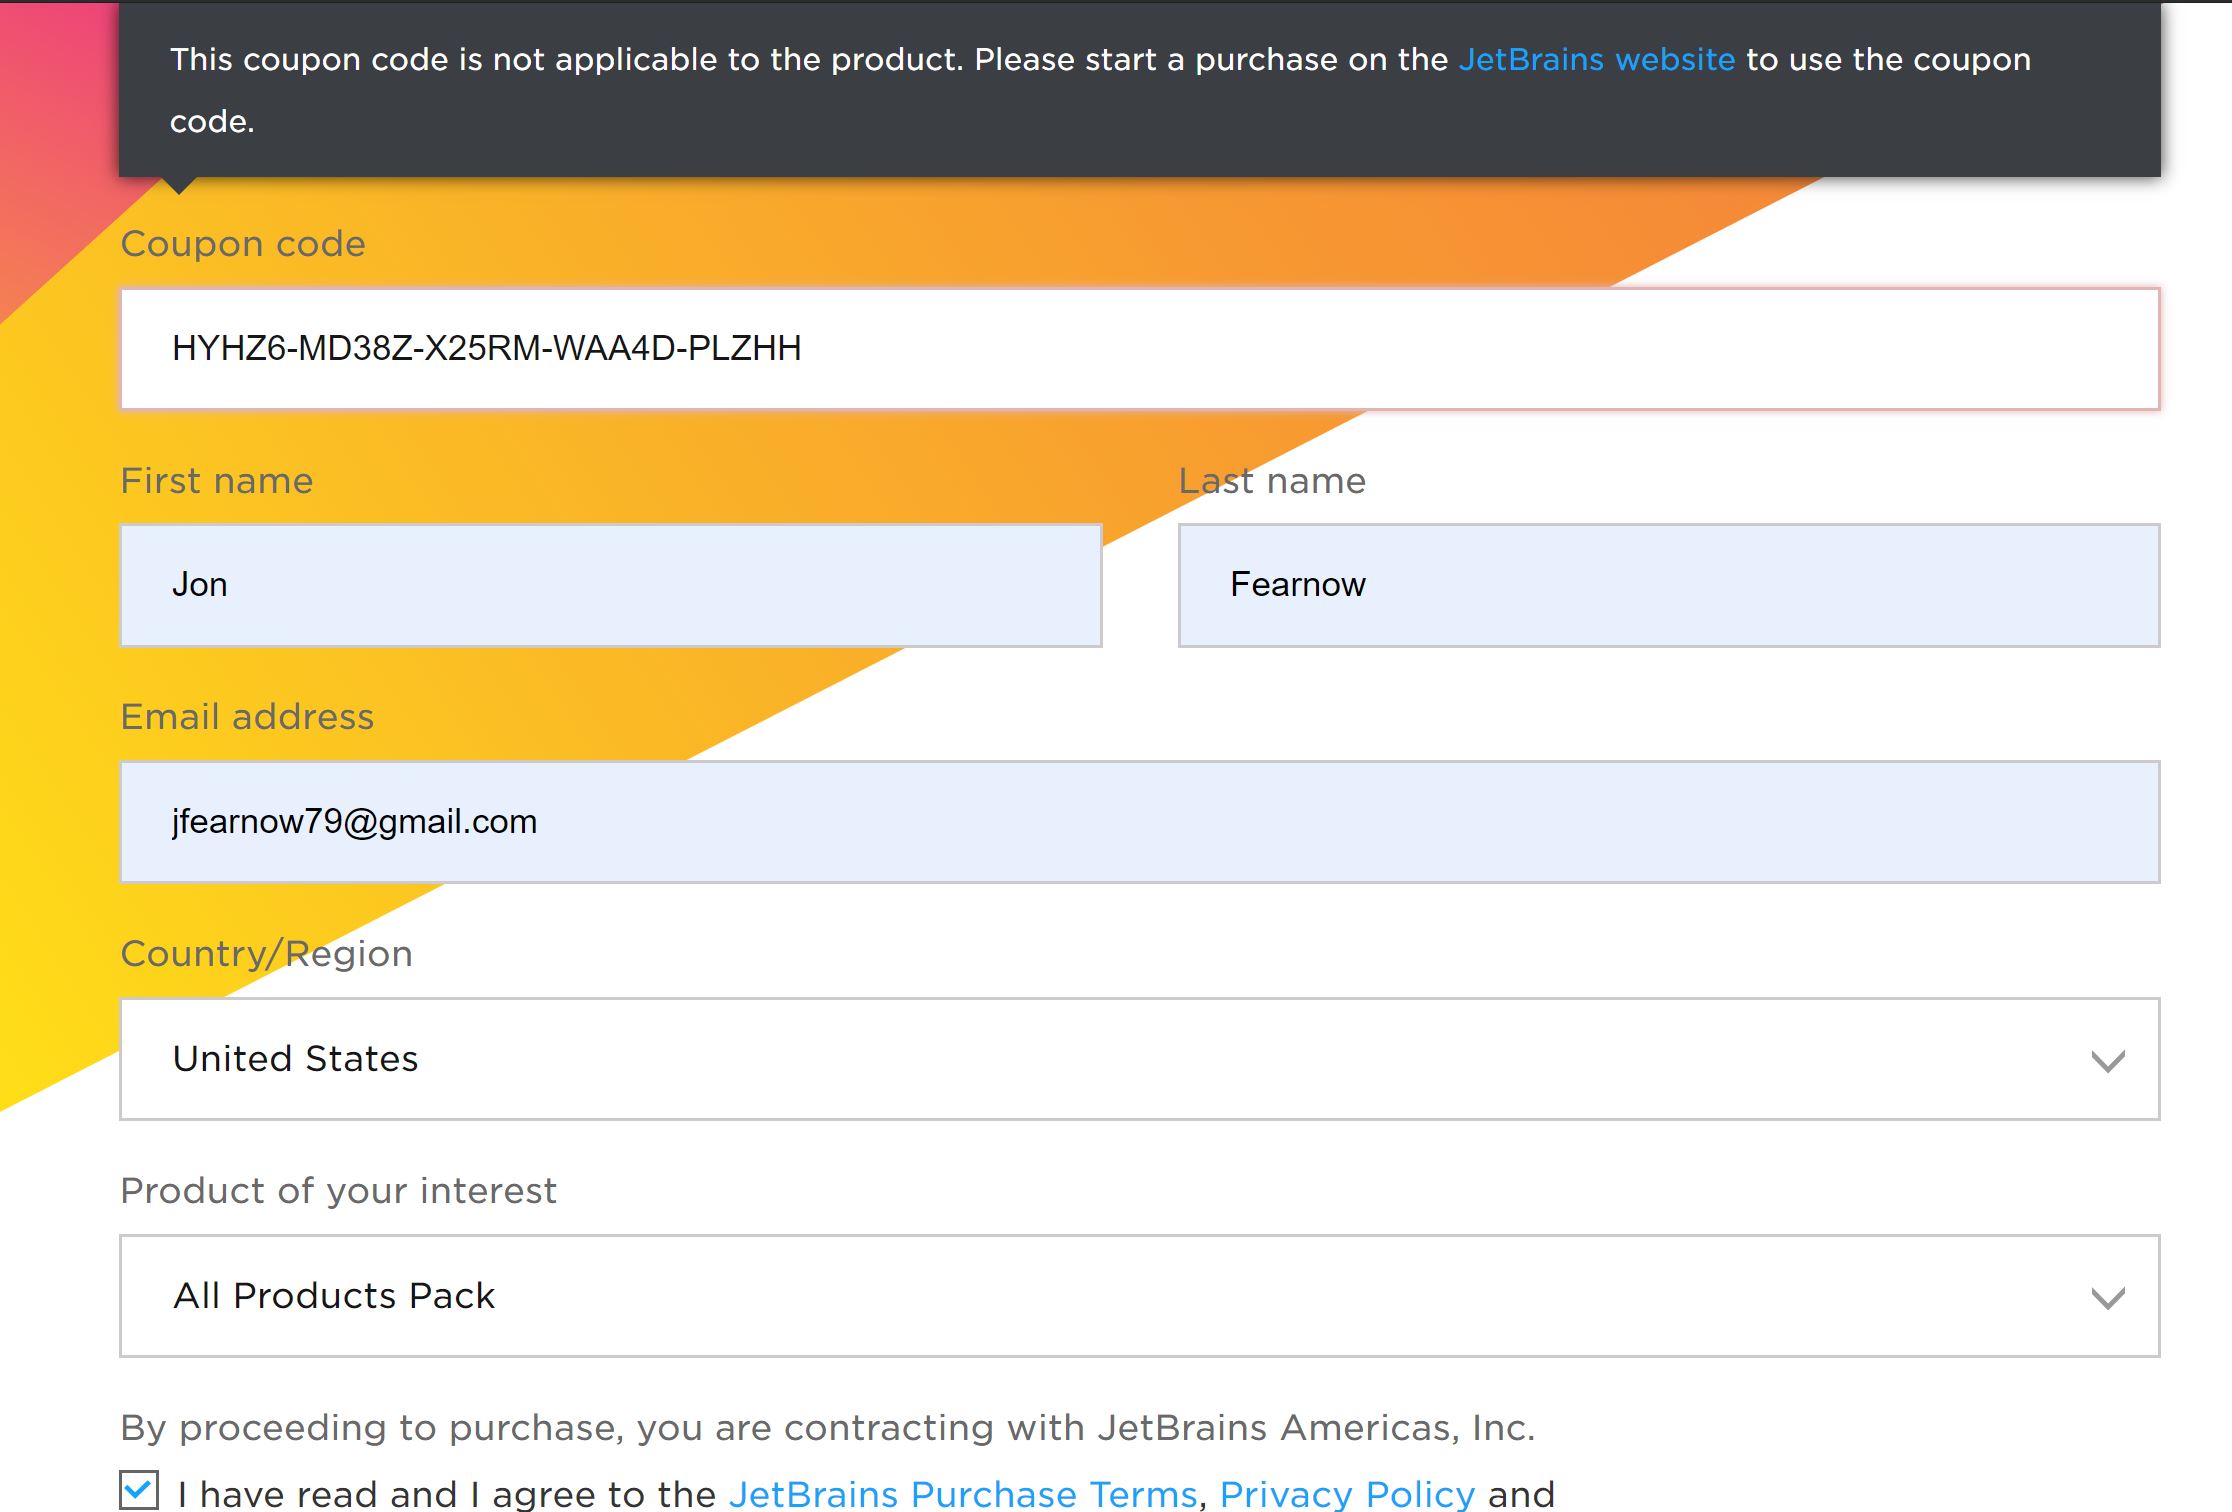 This coupon code is not applicable to the product. Please start a purchase on the JetBrains website to use the coupon
code.
Coupon code
HYHZ6-MD38Z-X25RM-WAA4D-PLZHH
First name
Last name
Jon
Fearnow
Email address
jfearnow79@gmail.com
Country/Region
United States
Product of your interest
All Products Pack
By proceeding to purchase, you are contracting with JetBrains Americas, Inc.
I have read and I agree to the JetBrains Purchase Terms, Privacy Policy and